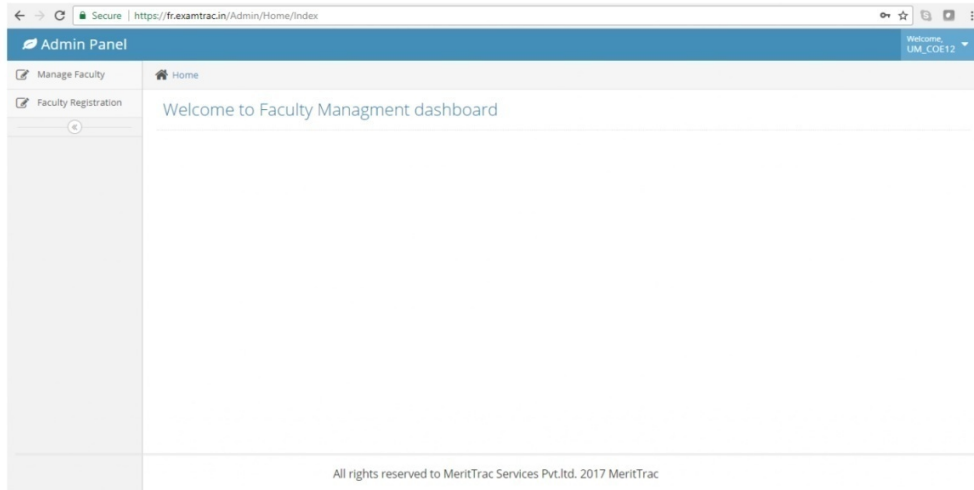 Secure | https://fr.examtrac.in/Admin/Home/Index
Admin Panel
Welcome,
UM_COE12
Manage Faculty
Home
Faculty Registration
Welcome to Faculty Managment dashboard
All rights reserved to MeritTrac Services Pvt.ltd. 2017 MeritTrac